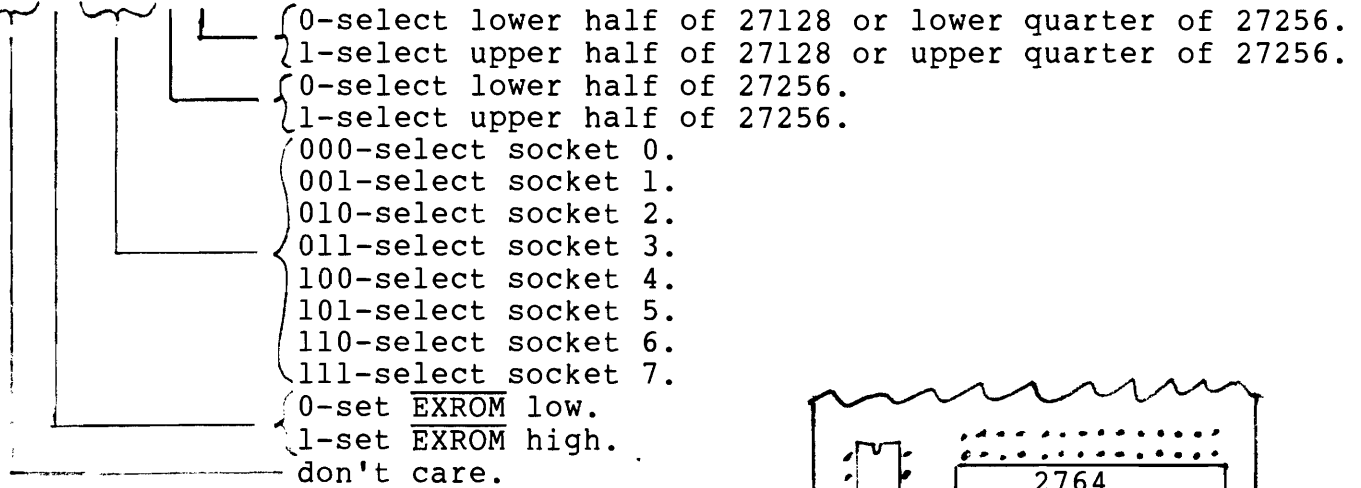 0-select lower half of 27128 or lower quarter of 27256.
1-select upper half of 27128 or upper quarter of 27256.
0-select lower half of 27256.
1-select upper half of 27256.
000-select socket 0.
001-select socket 1.
010-select socket 2.
011-select socket 3.
100-select socket 4.
101-select socket 5.
110-select socket 6.
111-select socket 7.
0-set EXROM low.
1-set EXROM high.
don't care.
2764